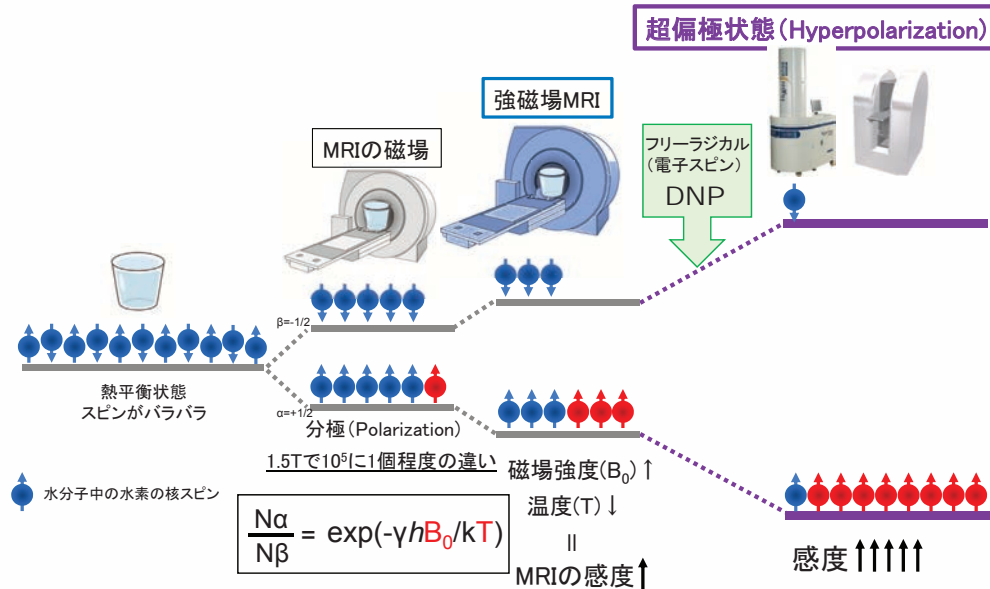 超偏極状態(Hyperpolarization)
強磁場MRI
MRIの磁場
フリーラジカル
(電子スピン)
DNP
β=-1/2
熱平衡状態
スピンがバラバラ
α=+1/2
分極(Polarization)
1.5Tで10⁵に1個程度の違い
水分子中の水素の核スピン
Nα
Nβ
= exp(-γhB₀/kT)
磁場強度(B₀)↑
温度(T)↓
||
MRIの感度↑
感度↑↑↑↑↑